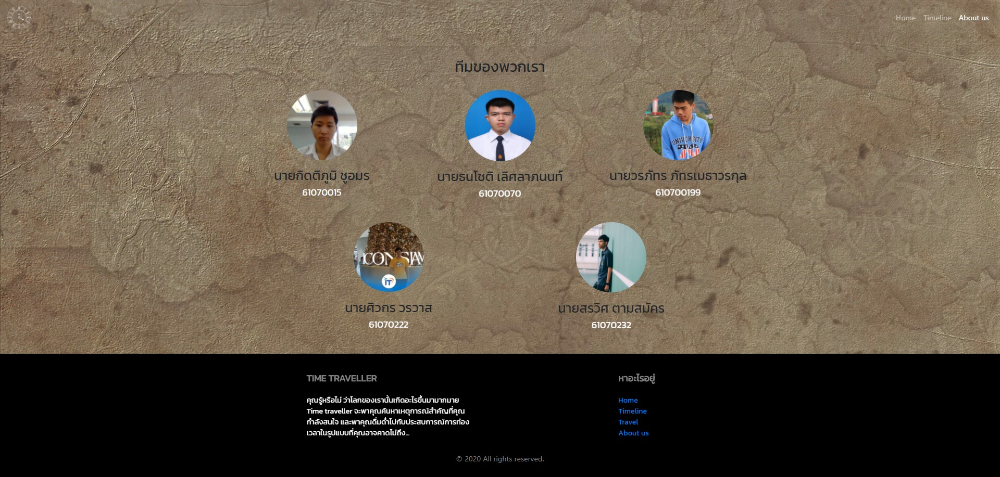 Home Timeline About us
ทีมของพวกเรา
UNIVERSITY
นายกิตติภูมิ ชูอมร
61070015
นายธนโชติ เลิศลาภนนท์
61070070
นายวรภัทร ภัทรเมธาวรกุล
610700199
ICONSIAM
iT
นายศิวกร วรวาส
61070222
นายสรวิศ ตามสมัคร
61070232
TIME TRAVELLER
คุณรู้หรือไม่ ว่าโลกของเรานั้นเกิดอะไรขึ้นมามากมาย
Time traveller จะพาคุณค้นหาเหตุการณ์สำคัญที่คุณ
กำลังสนใจ และพาคุณดื่มด่ำไปกับประสบการณ์การท่อง
เวลาในรูปแบบที่คุณอาจคาดไม่ถึง...
หาอะไรอยู่
Home
Timeline
Travel
About us
© 2020 All rights reserved.